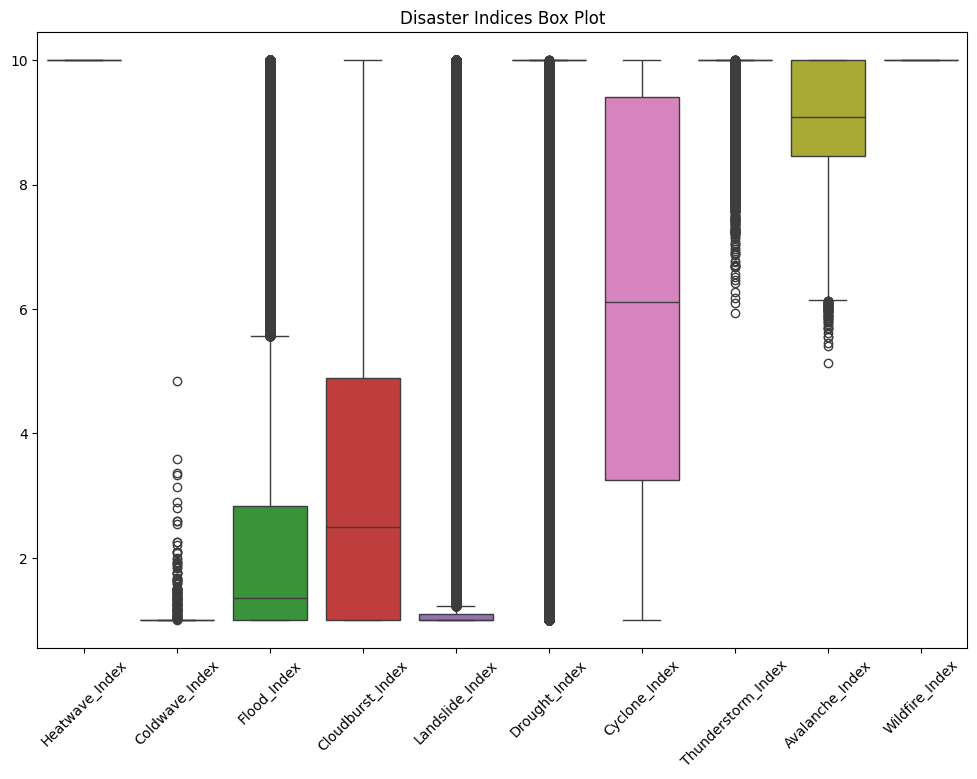 Disaster Indices Box Plot
10
8
6
4
2
Heatwave_Index
Coldwave_Index
Flood_Index
Cloudburst_Index
Landslide_Index
Drought_Index
Cyclone_Index
Thunderstorm_Index
Avalanche_Index
Wildfire_Index